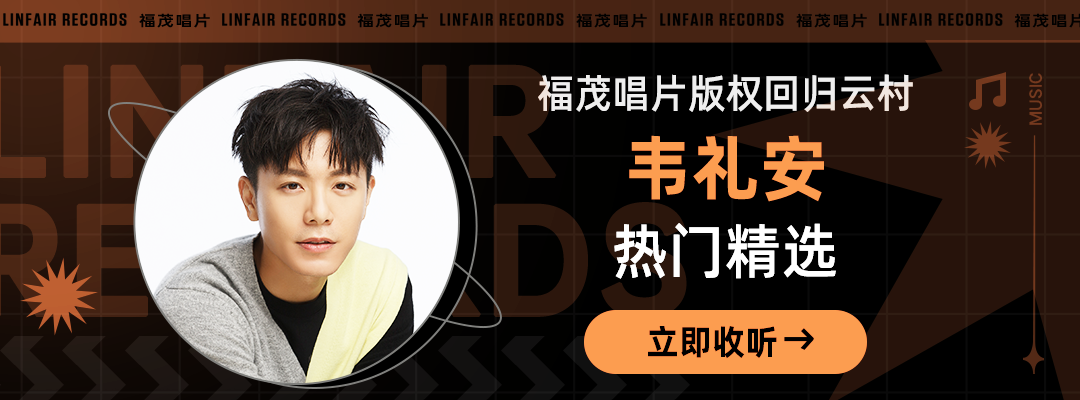 LINFAIR RECORDS 福茂唱片 LINFAIR RECORDS 福茂唱片 LINFAIR RECORDS 福茂唱片 LINFAIR RECORDS 福茂唱片 LINFAIR RECORDS 福茂唱片
LINFAIR
RECORDS
福茂唱片版权回归云村
韦礼安
热门精选
立即收听→
MUSIC